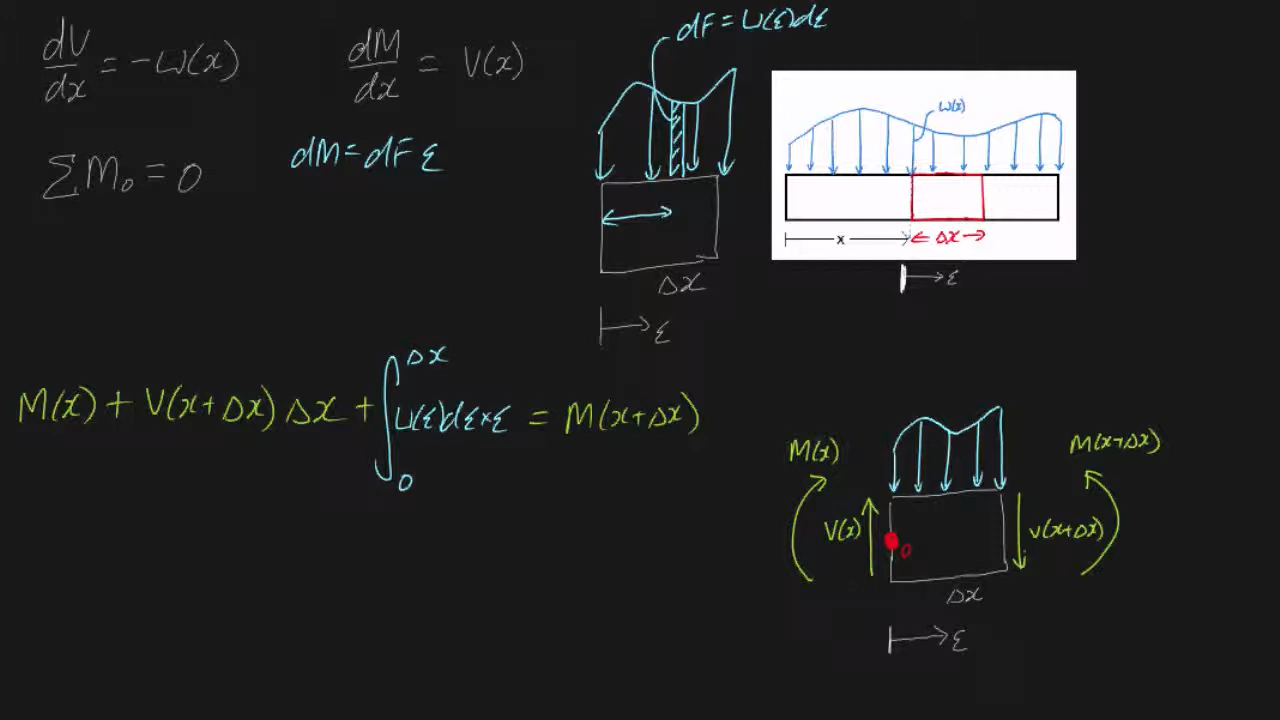 dV/dx = -ω(x)
dM/dx = V(x)
dF = ω(ε)dε
ΣM₀ = 0
dM = dF ε
ω(x)
x
Δx
ε
Δx
ε
M(x) + V(x+Δx) Δx + ∫₀^Δx ω(ε)dε×ε = M(x+Δx)
M(x)
M(x+Δx)
V(x)
V(x+Δx)
0
Δx
ε